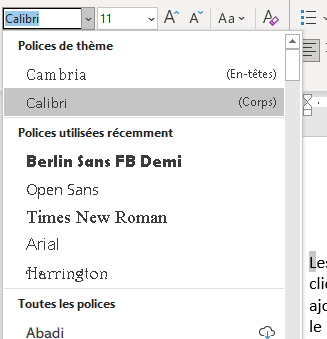 Calibri 11 A A Aa A
Polices de thème
Cambria (En-têtes)
Calibri (Corps)
Polices utilisées récemment
Berlin Sans FB Demi
Open Sans
Times New Roman
Arial
Harrington
Toutes les polices
Abadi
Les
clic
ajo
le